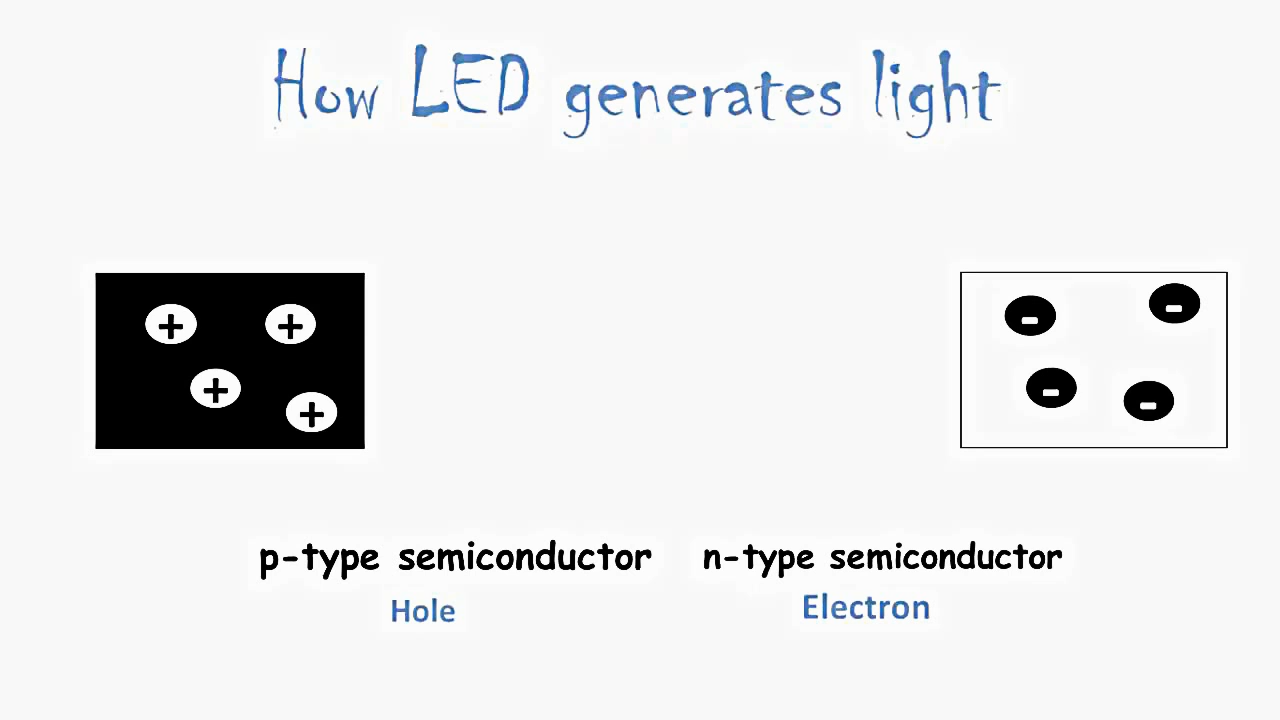 How LED generates light
+ +
+
+
- -
-
-
p-type semiconductor n-type semiconductor
Hole Electron